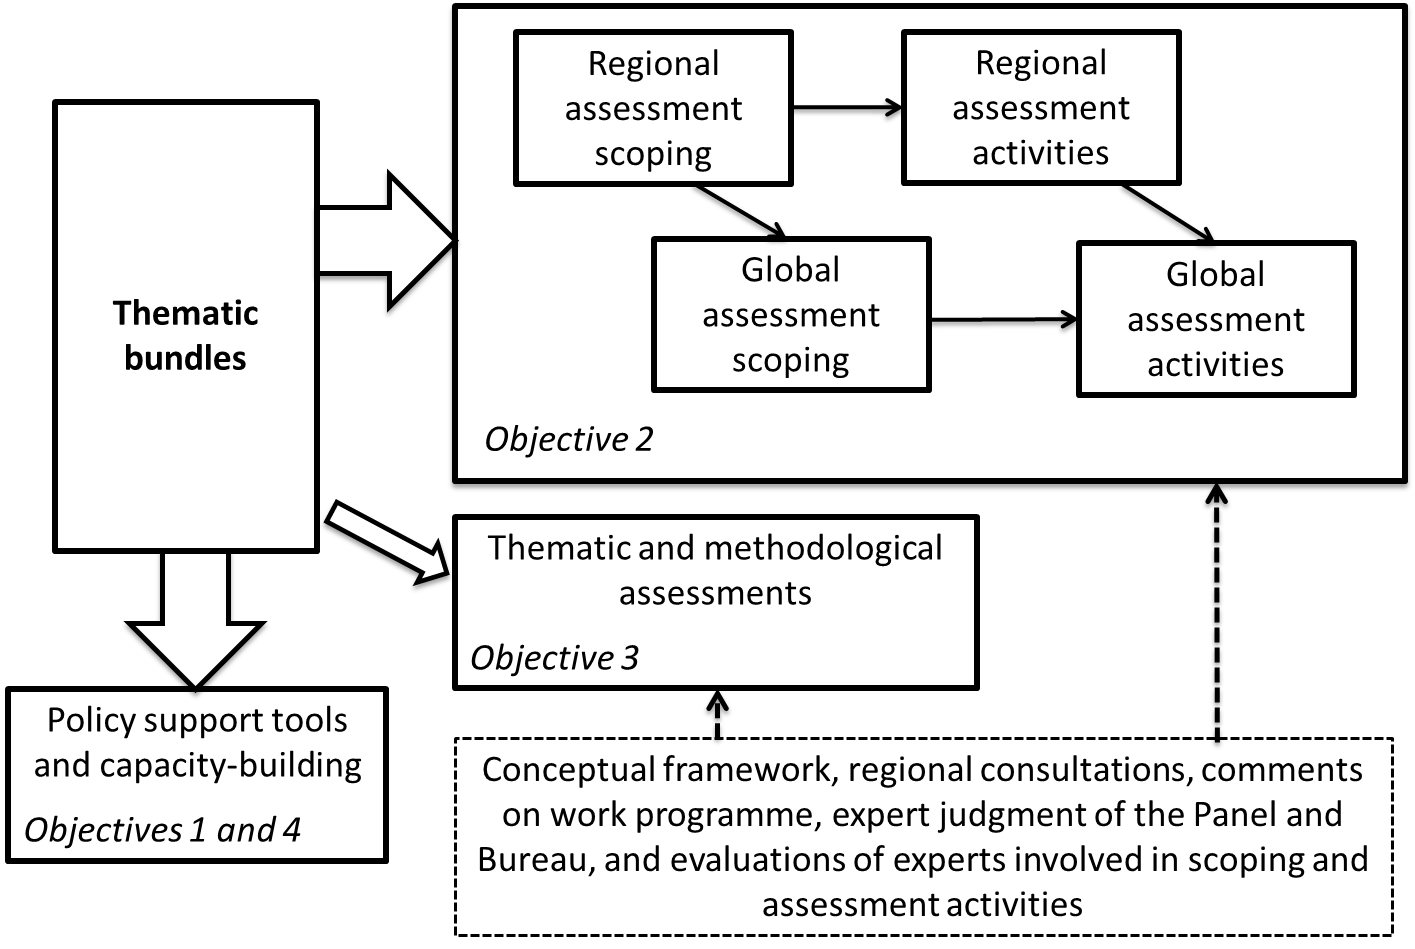 Regional
assessment
scoping
Regional
assessment
activities
Global
assessment
scoping
Global
assessment
activities
Objective 2
Thematic
bundles
Thematic and methodological
assessments
Objective 3
Policy support tools
and capacity-building
Objectives 1 and 4
Conceptual framework, regional consultations, comments
on work programme, expert judgment of the Panel and
Bureau, and evaluations of experts involved in scoping and
assessment activities